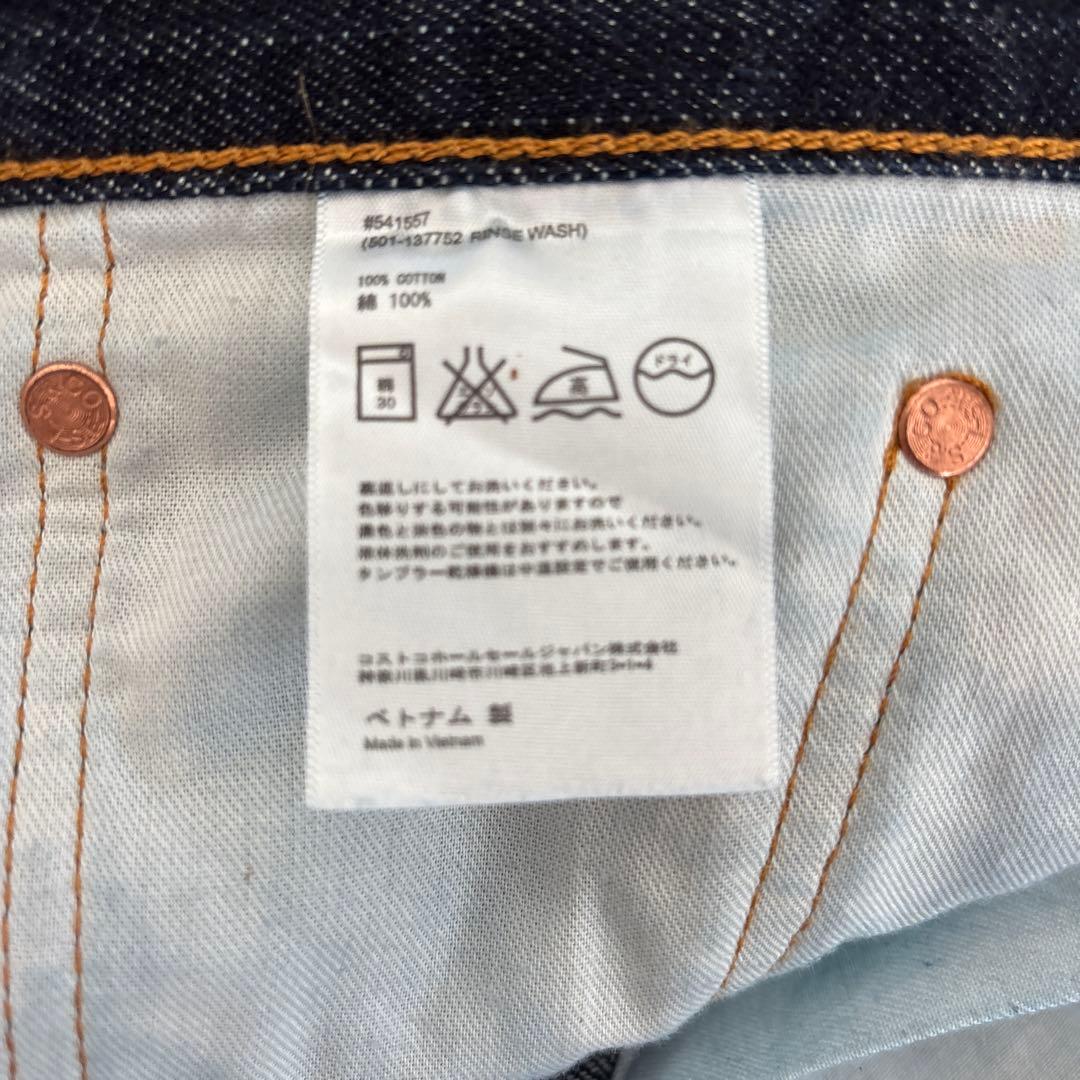 #541557
(501-137752 RINSE WASH)
100% COTTON
綿 100%
綿
30
高
ドライ
裏返しにしてお洗いください。
色移りする可能性がありますので
濃色と淡色の物とは別々にお洗いください。
液体洗剤のご使用をおすすめします。
タンブラー乾燥機は中温設定でご使用ください。
コストコホールセールジャパン株式会社
神奈川県川崎市川崎区池上新町3-1-4
ベトナム 製
Made in Vietnam